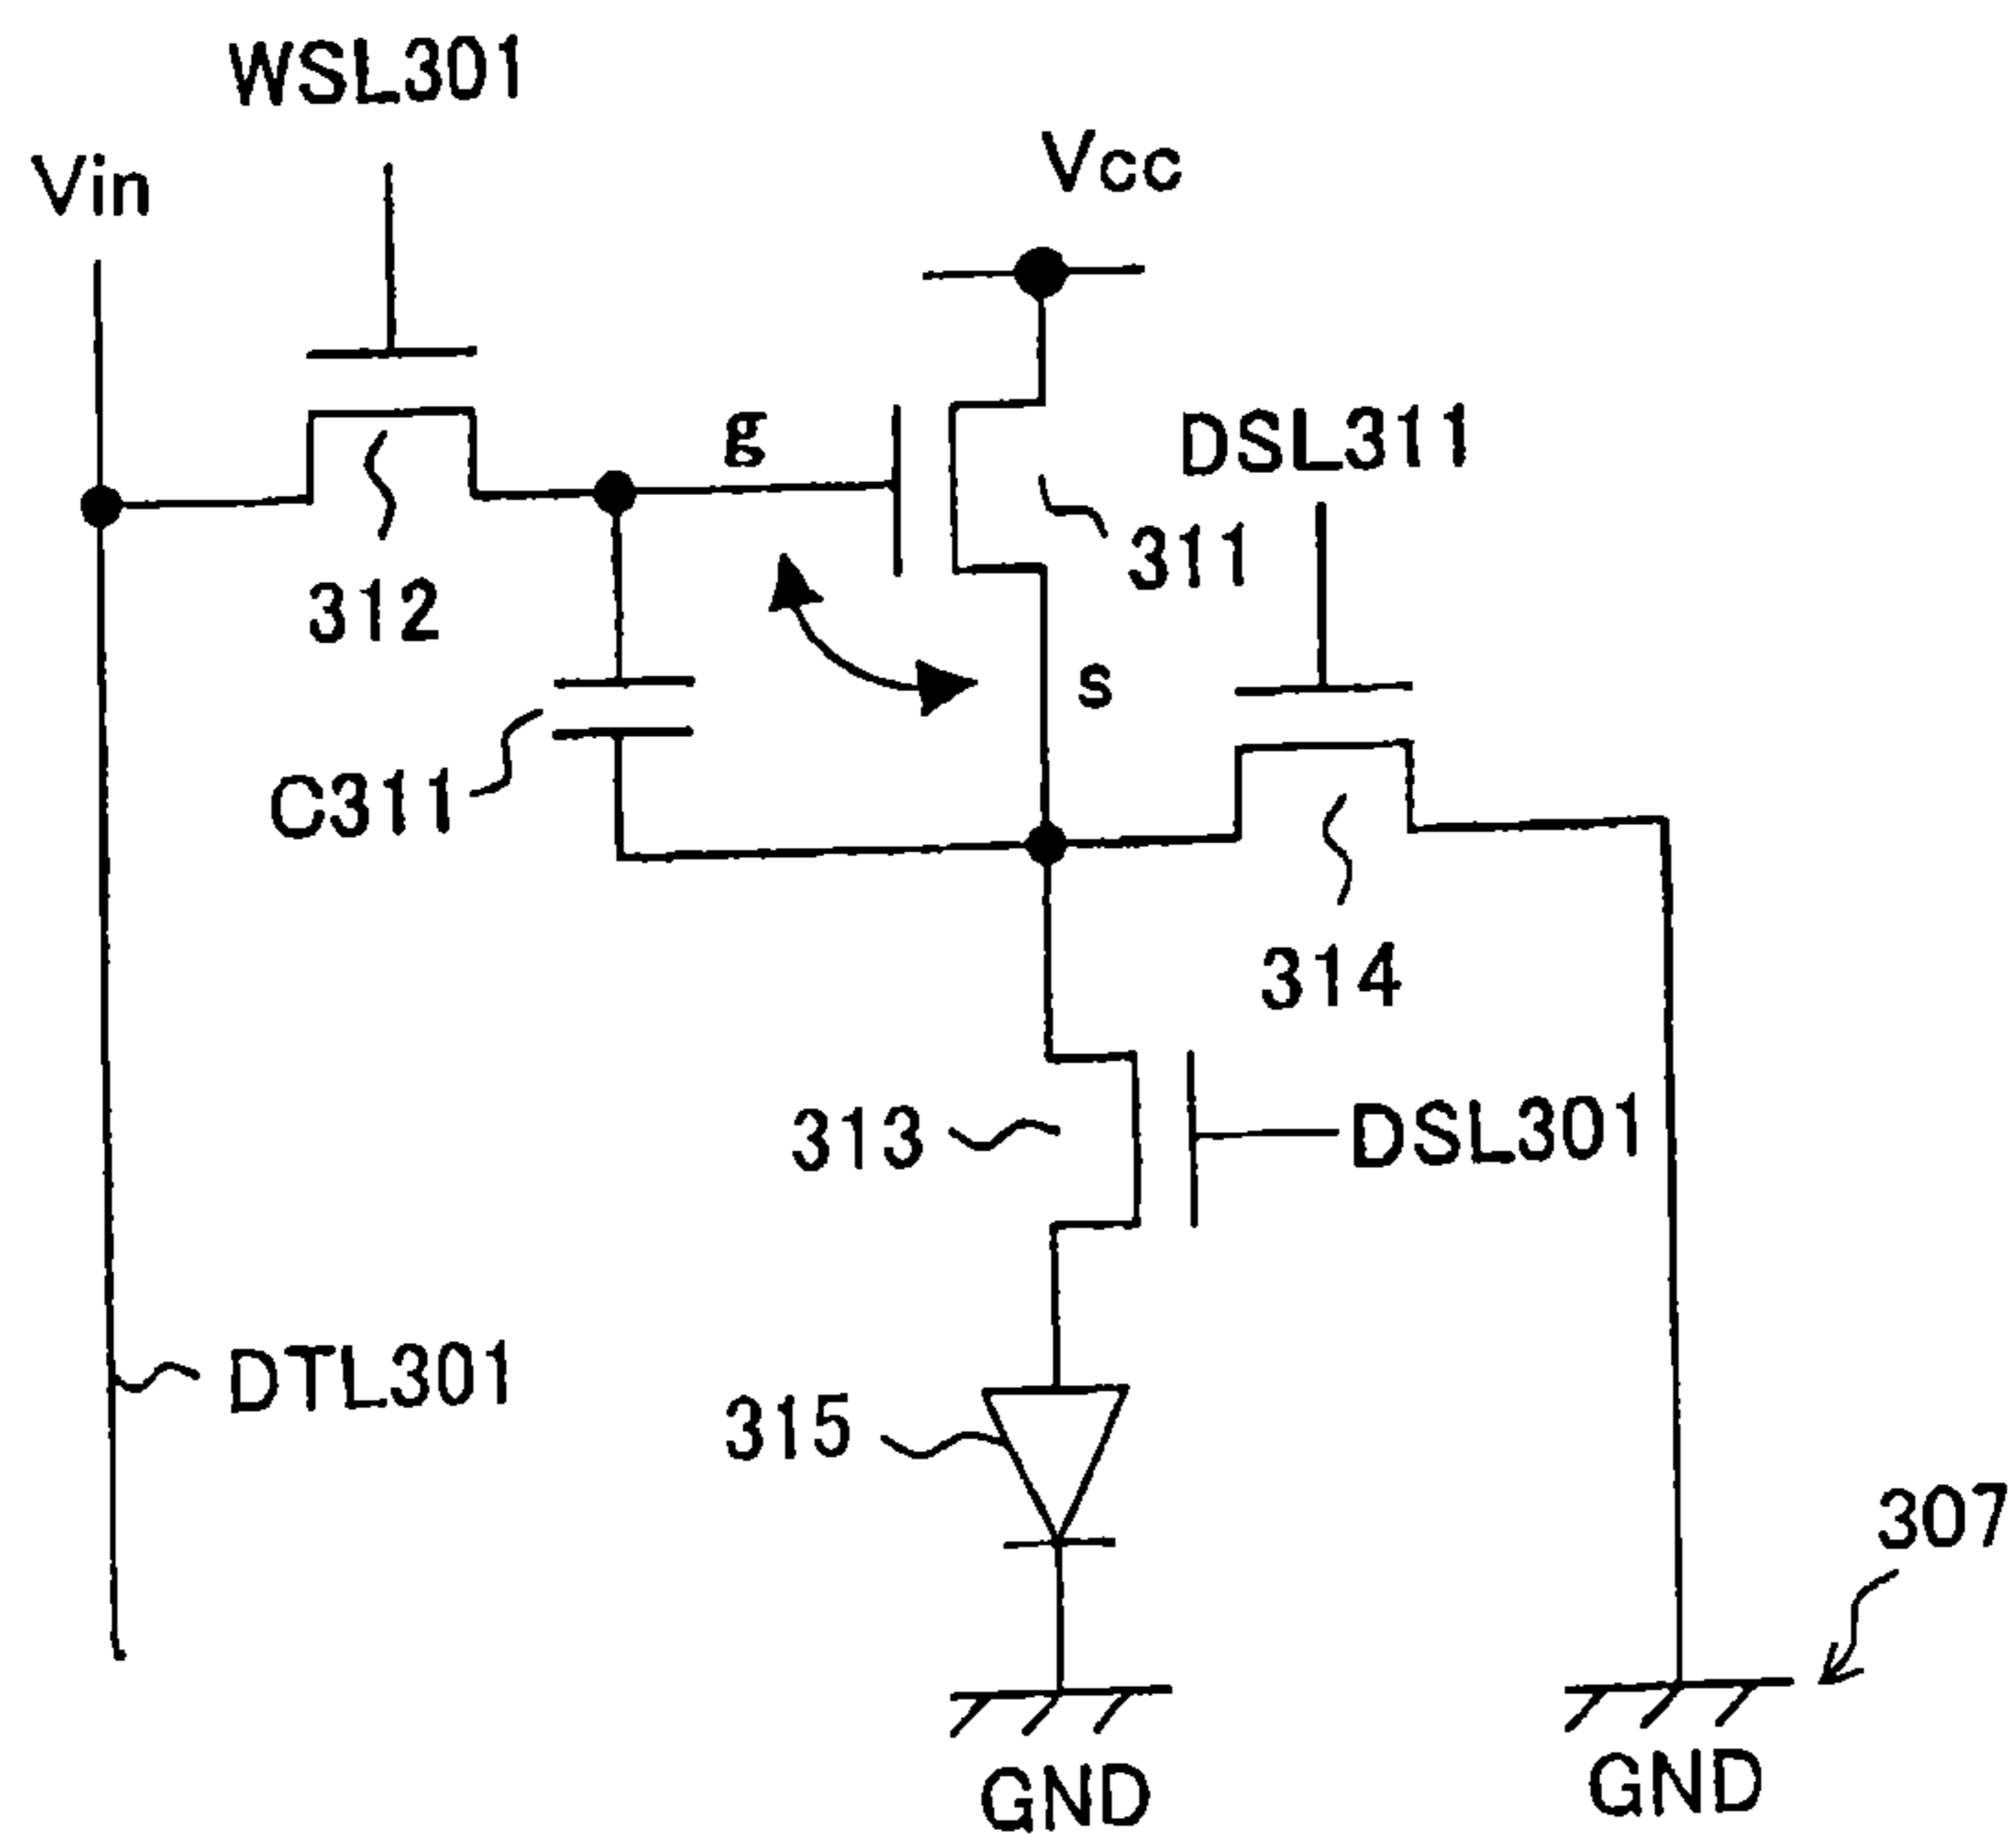 WSL301
Vin
Vcc
g
DSL311
311
312
s
C311
314
313
DSL301
DTL301
315
307
GND
GND